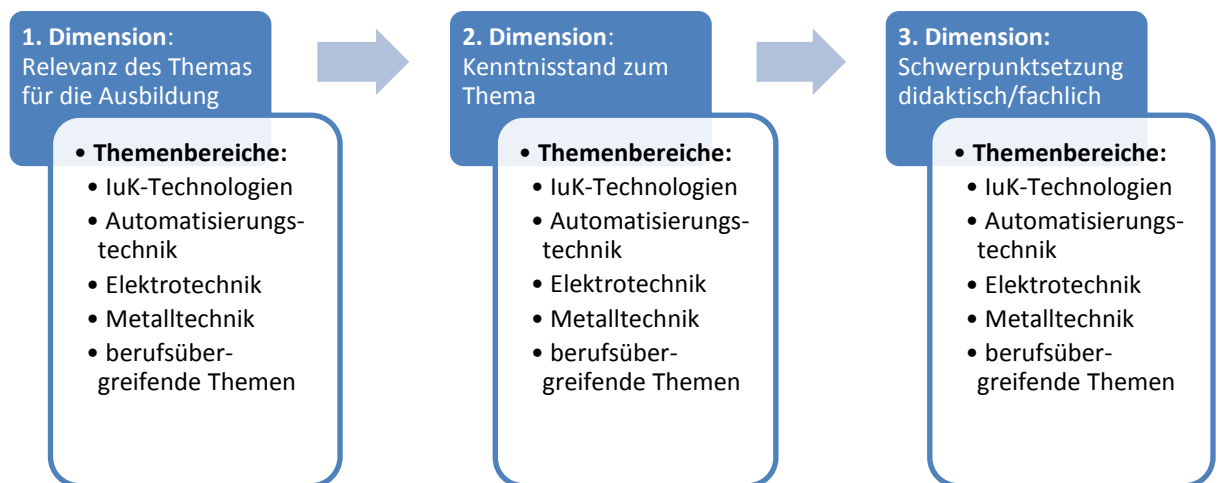 1. Dimension:
Relevanz des Themas
für die Ausbildung
• Themenbereiche:
• IuK-Technologien
• Automatisierungs-
technik
• Elektrotechnik
• Metalltechnik
• berufsüber-
greifende Themen
2. Dimension:
Kenntnisstand zum
Thema
• Themenbereiche:
• IuK-Technologien
• Automatisierungs-
technik
• Elektrotechnik
• Metalltechnik
• berufsüber-
greifende Themen
3. Dimension:
Schwerpunktsetzung
didaktisch/fachlich
• Themenbereiche:
• IuK-Technologien
• Automatisierungs-
technik
• Elektrotechnik
• Metalltechnik
• berufsüber-
greifende Themen